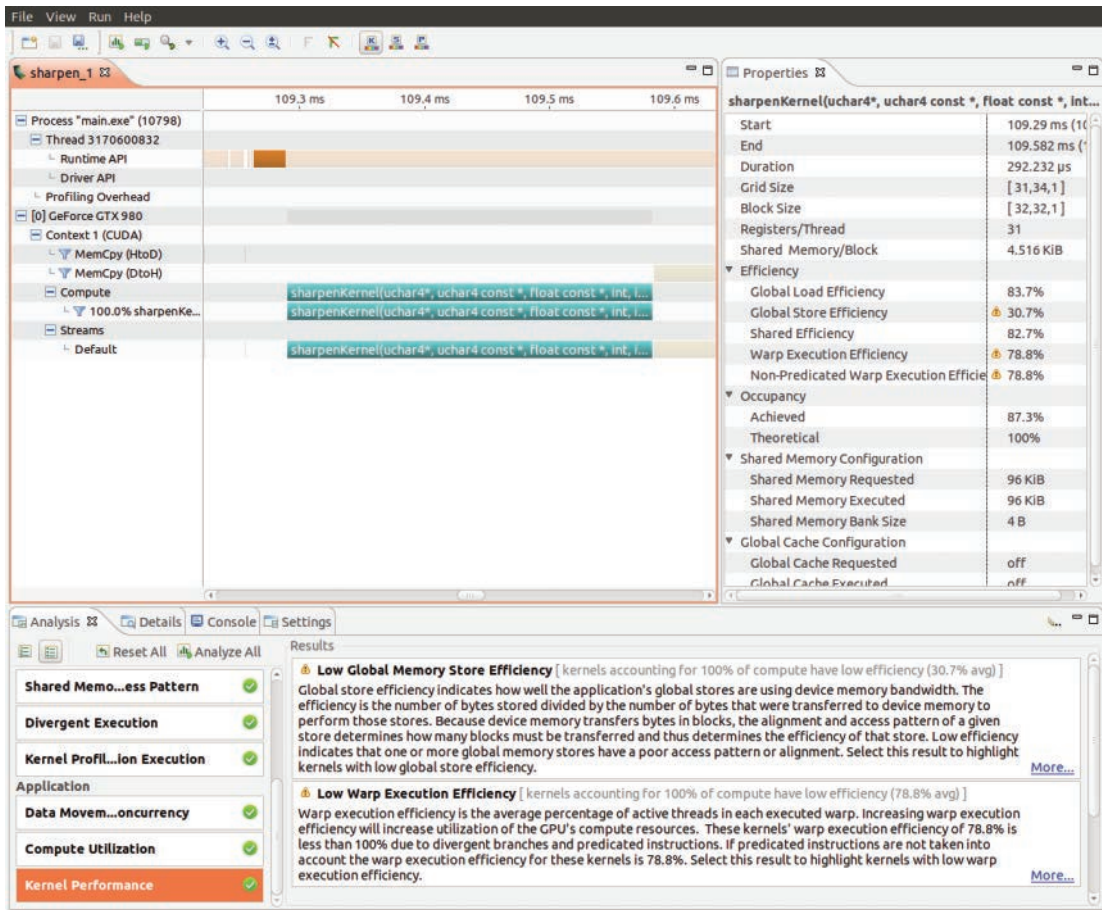 File View Run Help
sharpen_1
109.3 ms 109.4 ms 109.5 ms 109.6 ms
Process "main.exe" (10798)
Thread 3170600832
Runtime API
Driver API
Profiling Overhead
[0] GeForce GTX 980
Context 1 (CUDA)
MemCpy (HtoD)
MemCpy (DtoH)
Compute
sharpenKernel(uchar4*, uchar4 const *, float const *, int, i...
100.0% sharpenKe...
sharpenKernel(uchar4*, uchar4 const *, float const *, int, i...
Streams
Default
sharpenKernel(uchar4*, uchar4 const *, float const *, int, i...
Properties
sharpenKernel(uchar4*, uchar4 const *, float const *, int...
Start 109.29 ms (10
End 109.582 ms (
Duration 292.232 µs
Grid Size [ 31,34,1 ]
Block Size [ 32,32,1 ]
Registers/Thread 31
Shared Memory/Block 4.516 KiB
Efficiency
Global Load Efficiency 83.7%
Global Store Efficiency 30.7%
Shared Efficiency 82.7%
Warp Execution Efficiency 78.8%
Non-Predicated Warp Execution Efficie 78.8%
Occupancy
Achieved 87.3%
Theoretical 100%
Shared Memory Configuration
Shared Memory Requested 96 KiB
Shared Memory Executed 96 KiB
Shared Memory Bank Size 4 B
Global Cache Configuration
Global Cache Requested off
Global Cache Executed off
Analysis Details Console Settings
Reset All Analyze All
Shared Memo...ess Pattern
Divergent Execution
Kernel Profil...ion Execution
Application
Data Movem...oncurrency
Compute Utilization
Kernel Performance
Results
Low Global Memory Store Efficiency [ kernels accounting for 100% of compute have low efficiency (30.7% avg) ]
Global store efficiency indicates how well the application's global stores are using device memory bandwidth. The
efficiency is the number of bytes stored divided by the number of bytes that were transferred to device memory to
perform those stores. Because device memory transfers bytes in blocks, the alignment and access pattern of a given
store determines how many blocks must be transferred and thus determines the efficiency of that store. Low efficiency
indicates that one or more global memory stores have a poor access pattern or alignment. Select this result to highlight
kernels with low global store efficiency.
More...
Low Warp Execution Efficiency [ kernels accounting for 100% of compute have low efficiency (78.8% avg) ]
Warp execution efficiency is the average percentage of active threads in each executed warp. Increasing warp execution
efficiency will increase utilization of the GPU's compute resources. These kernels' warp execution efficiency of 78.8% is
less than 100% due to divergent branches and predicated instructions. If predicated instructions are not taken into
account the warp execution efficiency for these kernels is 78.8%. Select this result to highlight kernels with low warp
execution efficiency.
More...